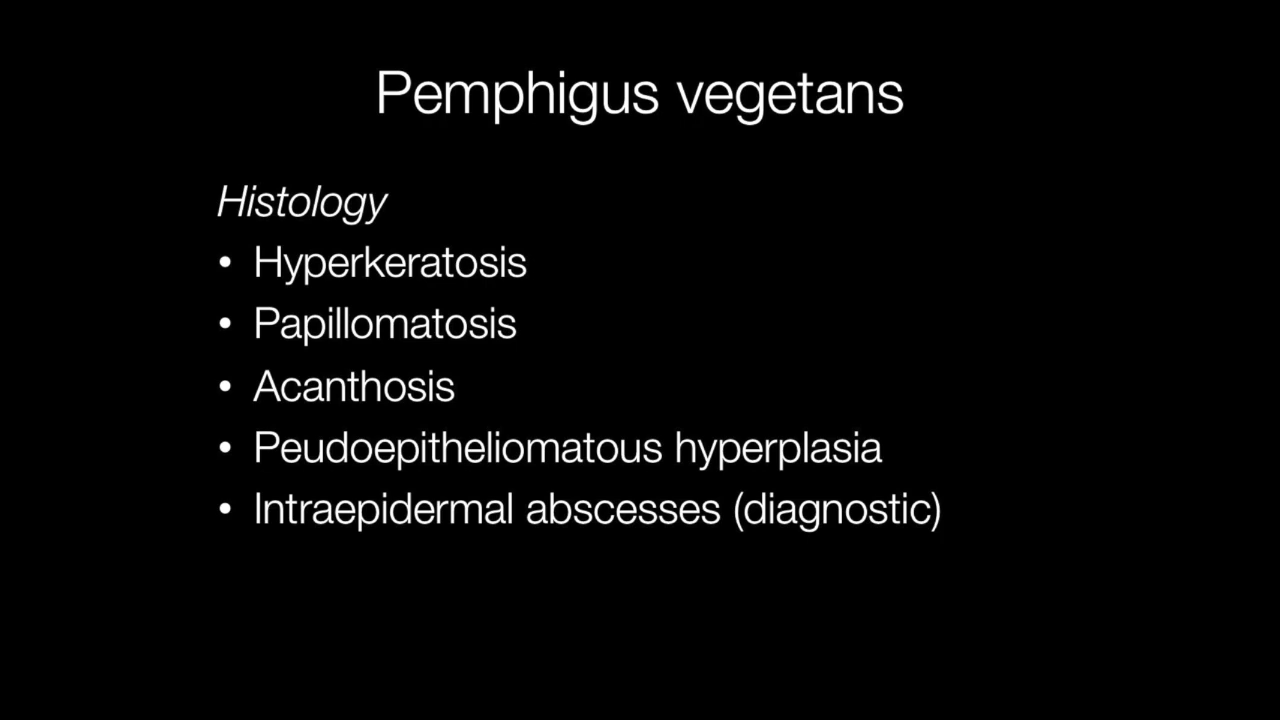 Pemphigus vegetans
Histology
• Hyperkeratosis
• Papillomatosis
• Acanthosis
• Peudoepitheliomatous hyperplasia
• Intraepidermal abscesses (diagnostic)